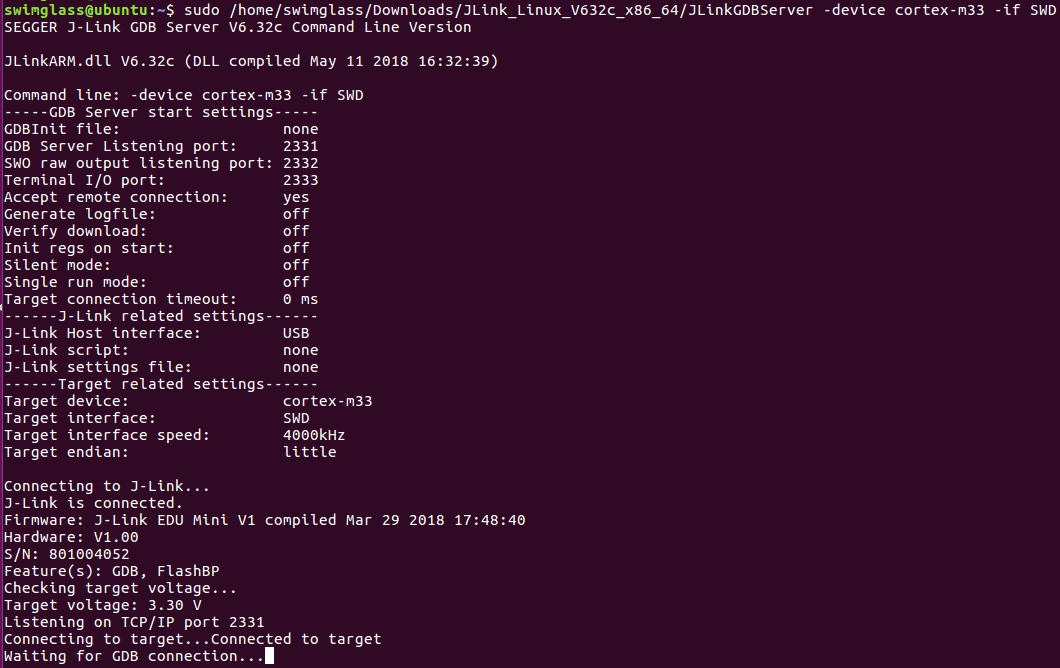 swimglass@ubuntu:~$ sudo /home/swimglass/Downloads/JLink_Linux_V632c_x86_64/JLinkGDBServer -device cortex-m33 -if SWD
SEGGER J-Link GDB Server V6.32c Command Line Version

JLinkARM.dll V6.32c (DLL compiled May 11 2018 16:32:39)

Command line: -device cortex-m33 -if SWD
-----GDB Server start settings-----
GDBInit file:                  none
GDB Server Listening port:     2331
SWO raw output listening port: 2332
Terminal I/O port:             2333
Accept remote connection:      yes
Generate logfile:              off
Verify download:               off
Init regs on start:            off
Silent mode:                   off
Single run mode:               off
Target connection timeout:     0 ms
------J-Link related settings------
J-Link Host interface:         USB
J-Link script:                 none
J-Link settings file:          none
------Target related settings------
Target device:                 cortex-m33
Target interface:              SWD
Target interface speed:        4000kHz
Target endian:                 little

Connecting to J-Link...
J-Link is connected.
Firmware: J-Link EDU Mini V1 compiled Mar 29 2018 17:48:40
Hardware: V1.00
S/N: 801004052
Feature(s): GDB, FlashBP
Checking target voltage...
Target voltage: 3.30 V
Listening on TCP/IP port 2331
Connecting to target...Connected to target
Waiting for GDB connection...